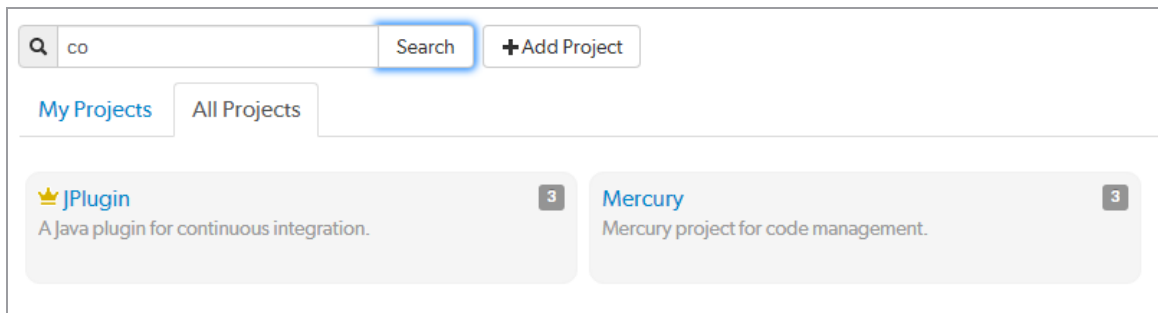 co Search +Add Project
My Projects All Projects
JPlugin 3 Mercury 3
A Java plugin for continuous integration. Mercury project for code management.